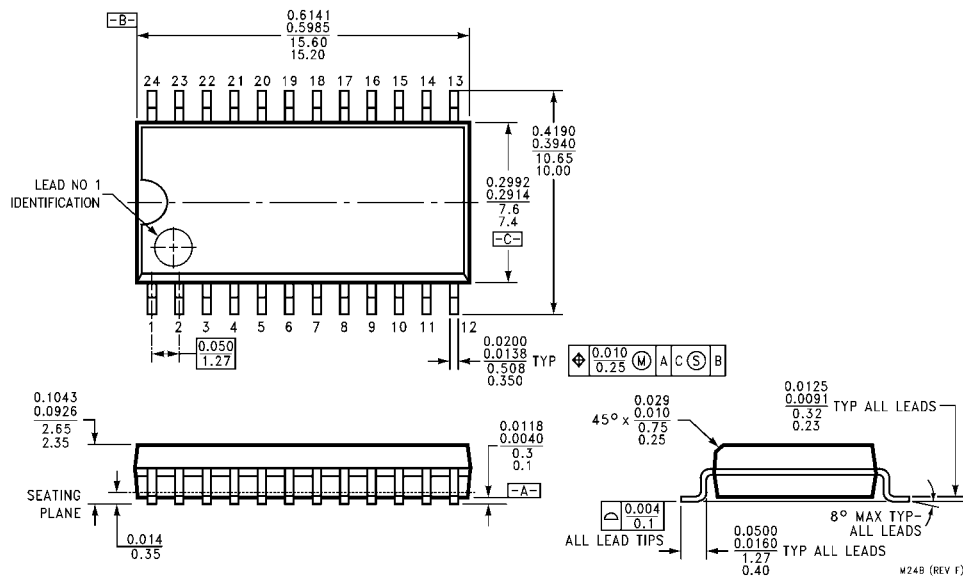 -B-
0.6141
0.5985
15.60
15.20
24 23 22 21 20 19 18 17 16 15 14 13
0.4190
0.3940
10.65
10.00
LEAD NO 1
IDENTIFICATION
0.2992
0.2914
7.6
7.4
-C-
1 2 3 4 5 6 7 8 9 10 11 12
0.050
1.27
0.0200
0.0138
0.508
0.350
TYP
0.010
0.25
M A C S B
0.1043
0.0926
2.65
2.35
0.0118
0.0040
0.3
0.1
-A-
SEATING
PLANE
0.014
0.35
45° x
0.029
0.010
0.75
0.25
0.0125
0.0091
0.32
0.23
TYP ALL LEADS
0.004
0.1
ALL LEAD TIPS
8° MAX TYP-
ALL LEADS
0.0500
0.0160
1.27
0.40
TYP ALL LEADS
M24B (REV F)